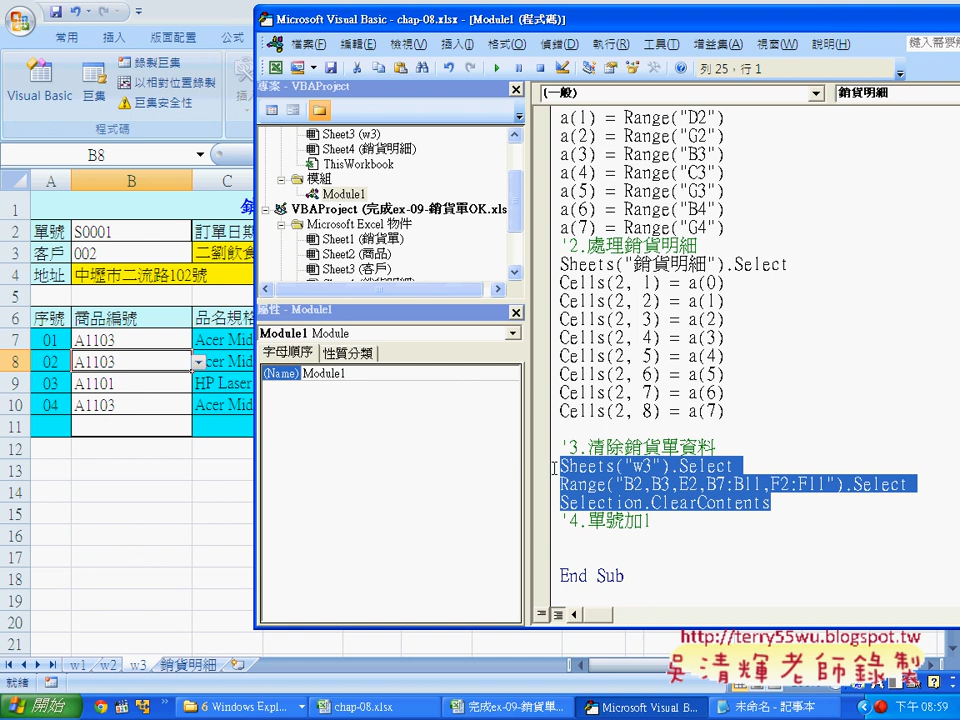 Microsoft Visual Basic - chap-08.xlsx - [Module1 (程式碼)]
常用 插入 版面配置 公式
檔案(F) 編輯(E) 檢視(V) 插入(I) 格式(O) 偵錯(D) 執行(R) 工具(T) 增益集(A) 視窗(W) 說明(H)
列 25，行 1
Visual Basic
巨集
錄製巨集
以相對位置錄製
巨集安全性
程式碼
B8
專案 - VBAProject
Sheet3 (w3)
Sheet4 (銷貨明細)
ThisWorkbook
模組
Module1
VBAProject (完成ex-09-銷貨單OK.xls
Microsoft Excel 物件
Sheet1 (銷貨單)
Sheet2 (商品)
Sheet3 (客戶)
屬性 - Module1
Module1 Module
字母順序 性質分類
(Name) Module1
(一般) 銷貨明細
a(1) = Range("D2")
a(2) = Range("G2")
a(3) = Range("B3")
a(4) = Range("C3")
a(5) = Range("G3")
a(6) = Range("B4")
a(7) = Range("G4")
'2.處理銷貨明細
Sheets("銷貨明細").Select
Cells(2, 1) = a(0)
Cells(2, 2) = a(1)
Cells(2, 3) = a(2)
Cells(2, 4) = a(3)
Cells(2, 5) = a(4)
Cells(2, 6) = a(5)
Cells(2, 7) = a(6)
Cells(2, 8) = a(7)
'3.清除銷貨單資料
Sheets("w3").Select
Range("B2,B3,E2,B7:B11,F2:F11").Select
Selection.ClearContents
'4.單號加1
End Sub
A B C
1
2 單號 S0001 訂單日期
3 客戶 002 二劉飲食
4 地址 中壢市二流路102號
5
6 序號 商品編號 品名規格
7 01 A1103 Acer Mid
8 02 A1103 Acer Mid
9 03 A1101 HP Laser
10 04 A1103 Acer Mid
11
12
13
14
15
16
17
18
19
20
21
w1 w2 w3 銷貨明細
就緒
http://terry55wu.blogspot.tw
吳清輝老師錄製
開始 6 Windows Expl... chap-08.xlsx 完成ex-09-銷貨單... Microsoft Visual B... 未命名 - 記事本 下午 08:59